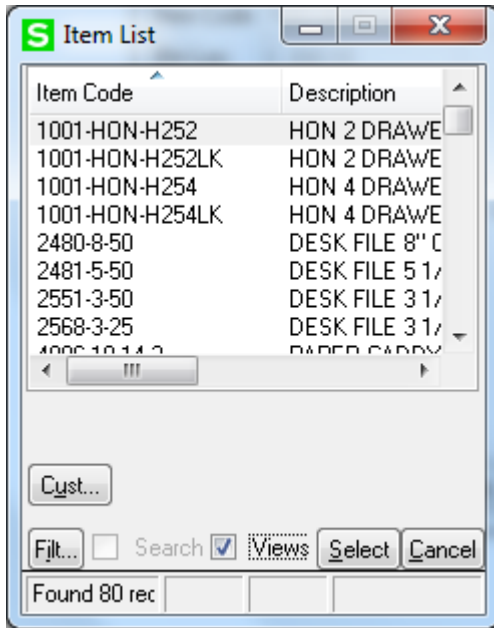 S Item List
Item Code Description
1001-HON-H252 HON 2 DRAWE
1001-HON-H252LK HON 2 DRAWE
1001-HON-H254 HON 4 DRAWE
1001-HON-H254LK HON 4 DRAWE
2480-8-50 DESK FILE 8" C
2481-5-50 DESK FILE 5 1/
2551-3-50 DESK FILE 3 1/
2568-3-25 DESK FILE 3 1/
PAPER CADDY
Cust...
Filt... Search Views Select Cancel
Found 80 rec